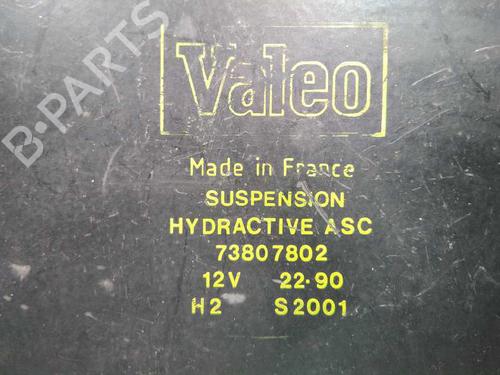 Valeo
Made in France
SUSPENSION
HYDRACTIVE ASC
73807802
12V 22·90
H2 S2001
B-PARTS